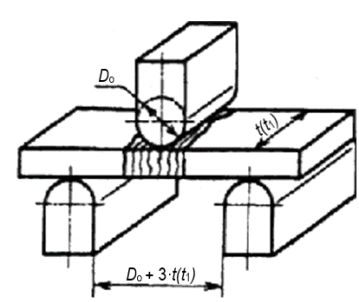 D₀
t(t₁)
D₀ + 3·t(t₁)